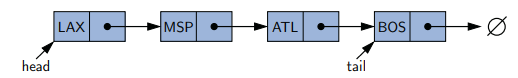 LAX MSP ATL BOS ∅
head tail